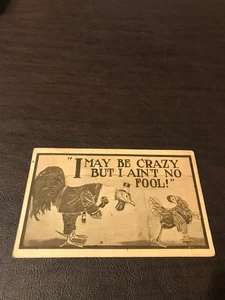 "I MAY BE CRAZY
BUT I AIN'T NO
FOOL!"